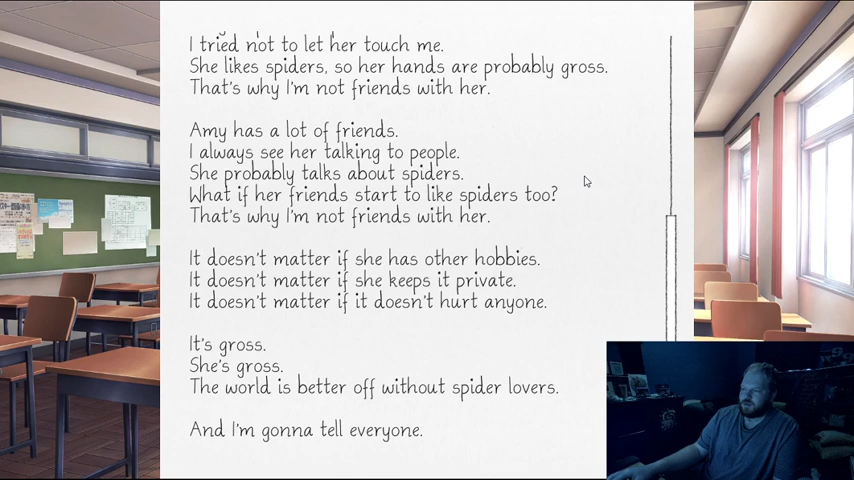 I tried not to let her touch me.
She likes spiders, so her hands are probably gross.
That's why I'm not friends with her.
Amy has a lot of friends.
I always see her talking to people.
She probably talks about spiders.
What if her friends start to like spiders too?
That's why I'm not friends with her.
It doesn't matter if she has other hobbies.
It doesn't matter if she keeps it private.
It doesn't matter if it doesn't hurt anyone.
It's gross.
She's gross.
The world is better off without spider lovers.
And I'm gonna tell everyone.